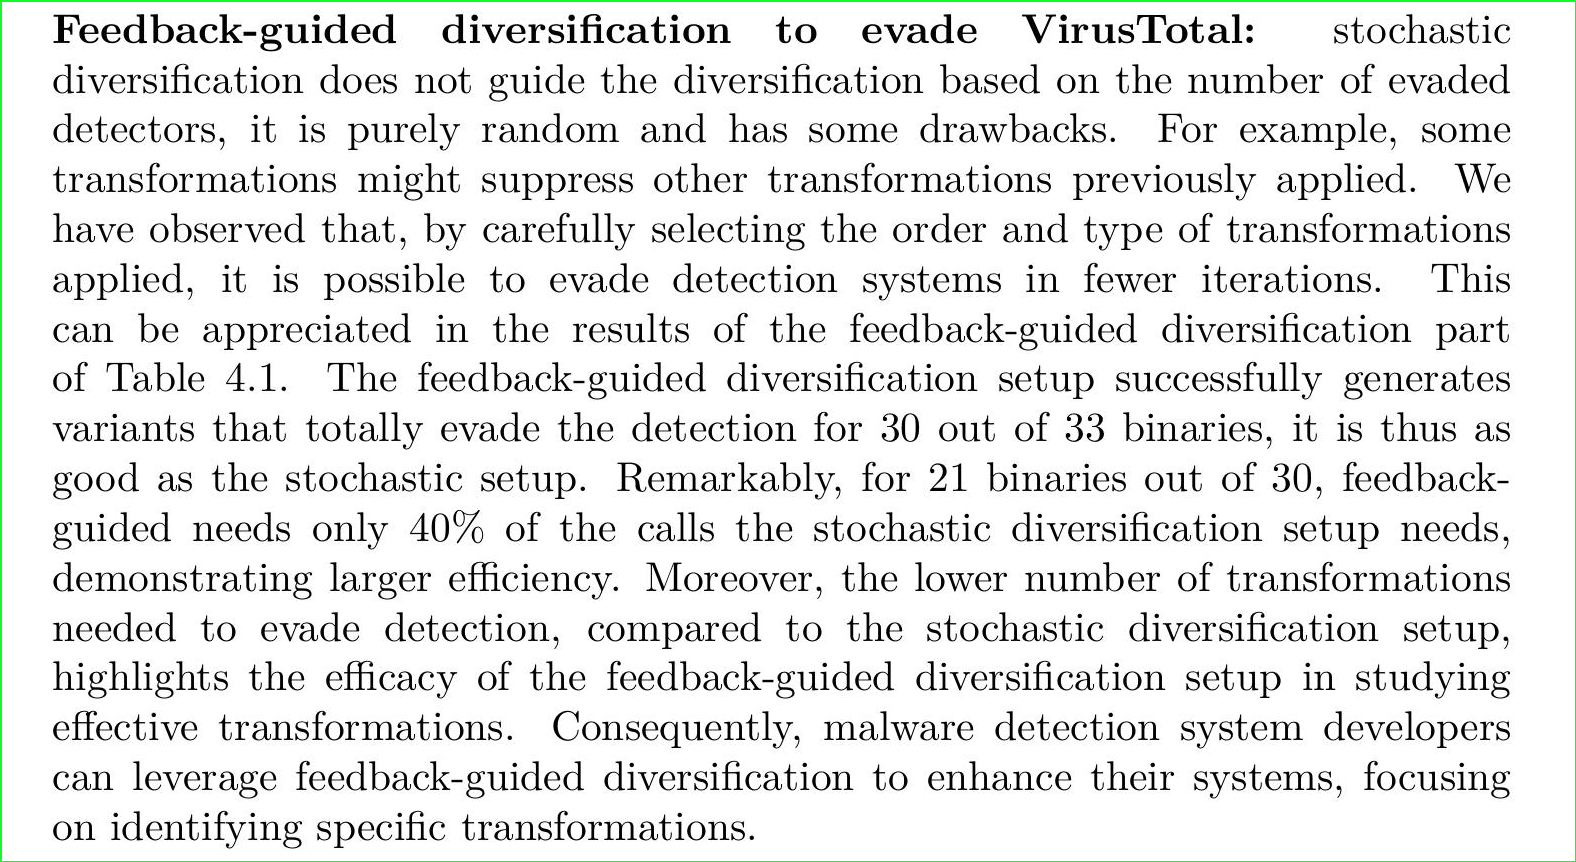 Feedback-guided diversification to evade VirusTotal: stochastic
diversification does not guide the diversification based on the number of evaded
detectors, it is purely random and has some drawbacks. For example, some
transformations might suppress other transformations previously applied. We
have observed that, by carefully selecting the order and type of transformations
applied, it is possible to evade detection systems in fewer iterations. This
can be appreciated in the results of the feedback-guided diversification part
of Table 4.1. The feedback-guided diversification setup successfully generates
variants that totally evade the detection for 30 out of 33 binaries, it is thus as
good as the stochastic setup. Remarkably, for 21 binaries out of 30, feedback-
guided needs only 40% of the calls the stochastic diversification setup needs,
demonstrating larger efficiency. Moreover, the lower number of transformations
needed to evade detection, compared to the stochastic diversification setup,
highlights the efficacy of the feedback-guided diversification setup in studying
effective transformations. Consequently, malware detection system developers
can leverage feedback-guided diversification to enhance their systems, focusing
on identifying specific transformations.